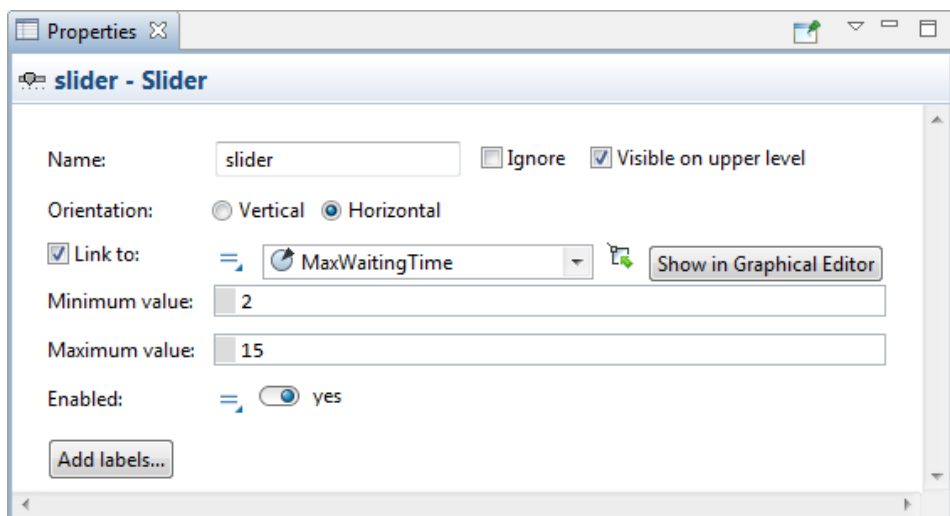 Properties
slider - Slider
Name: slider Ignore Visible on upper level
Orientation: Vertical Horizontal
Link to: MaxWaitingTime Show in Graphical Editor
Minimum value: 2
Maximum value: 15
Enabled: yes
Add labels...